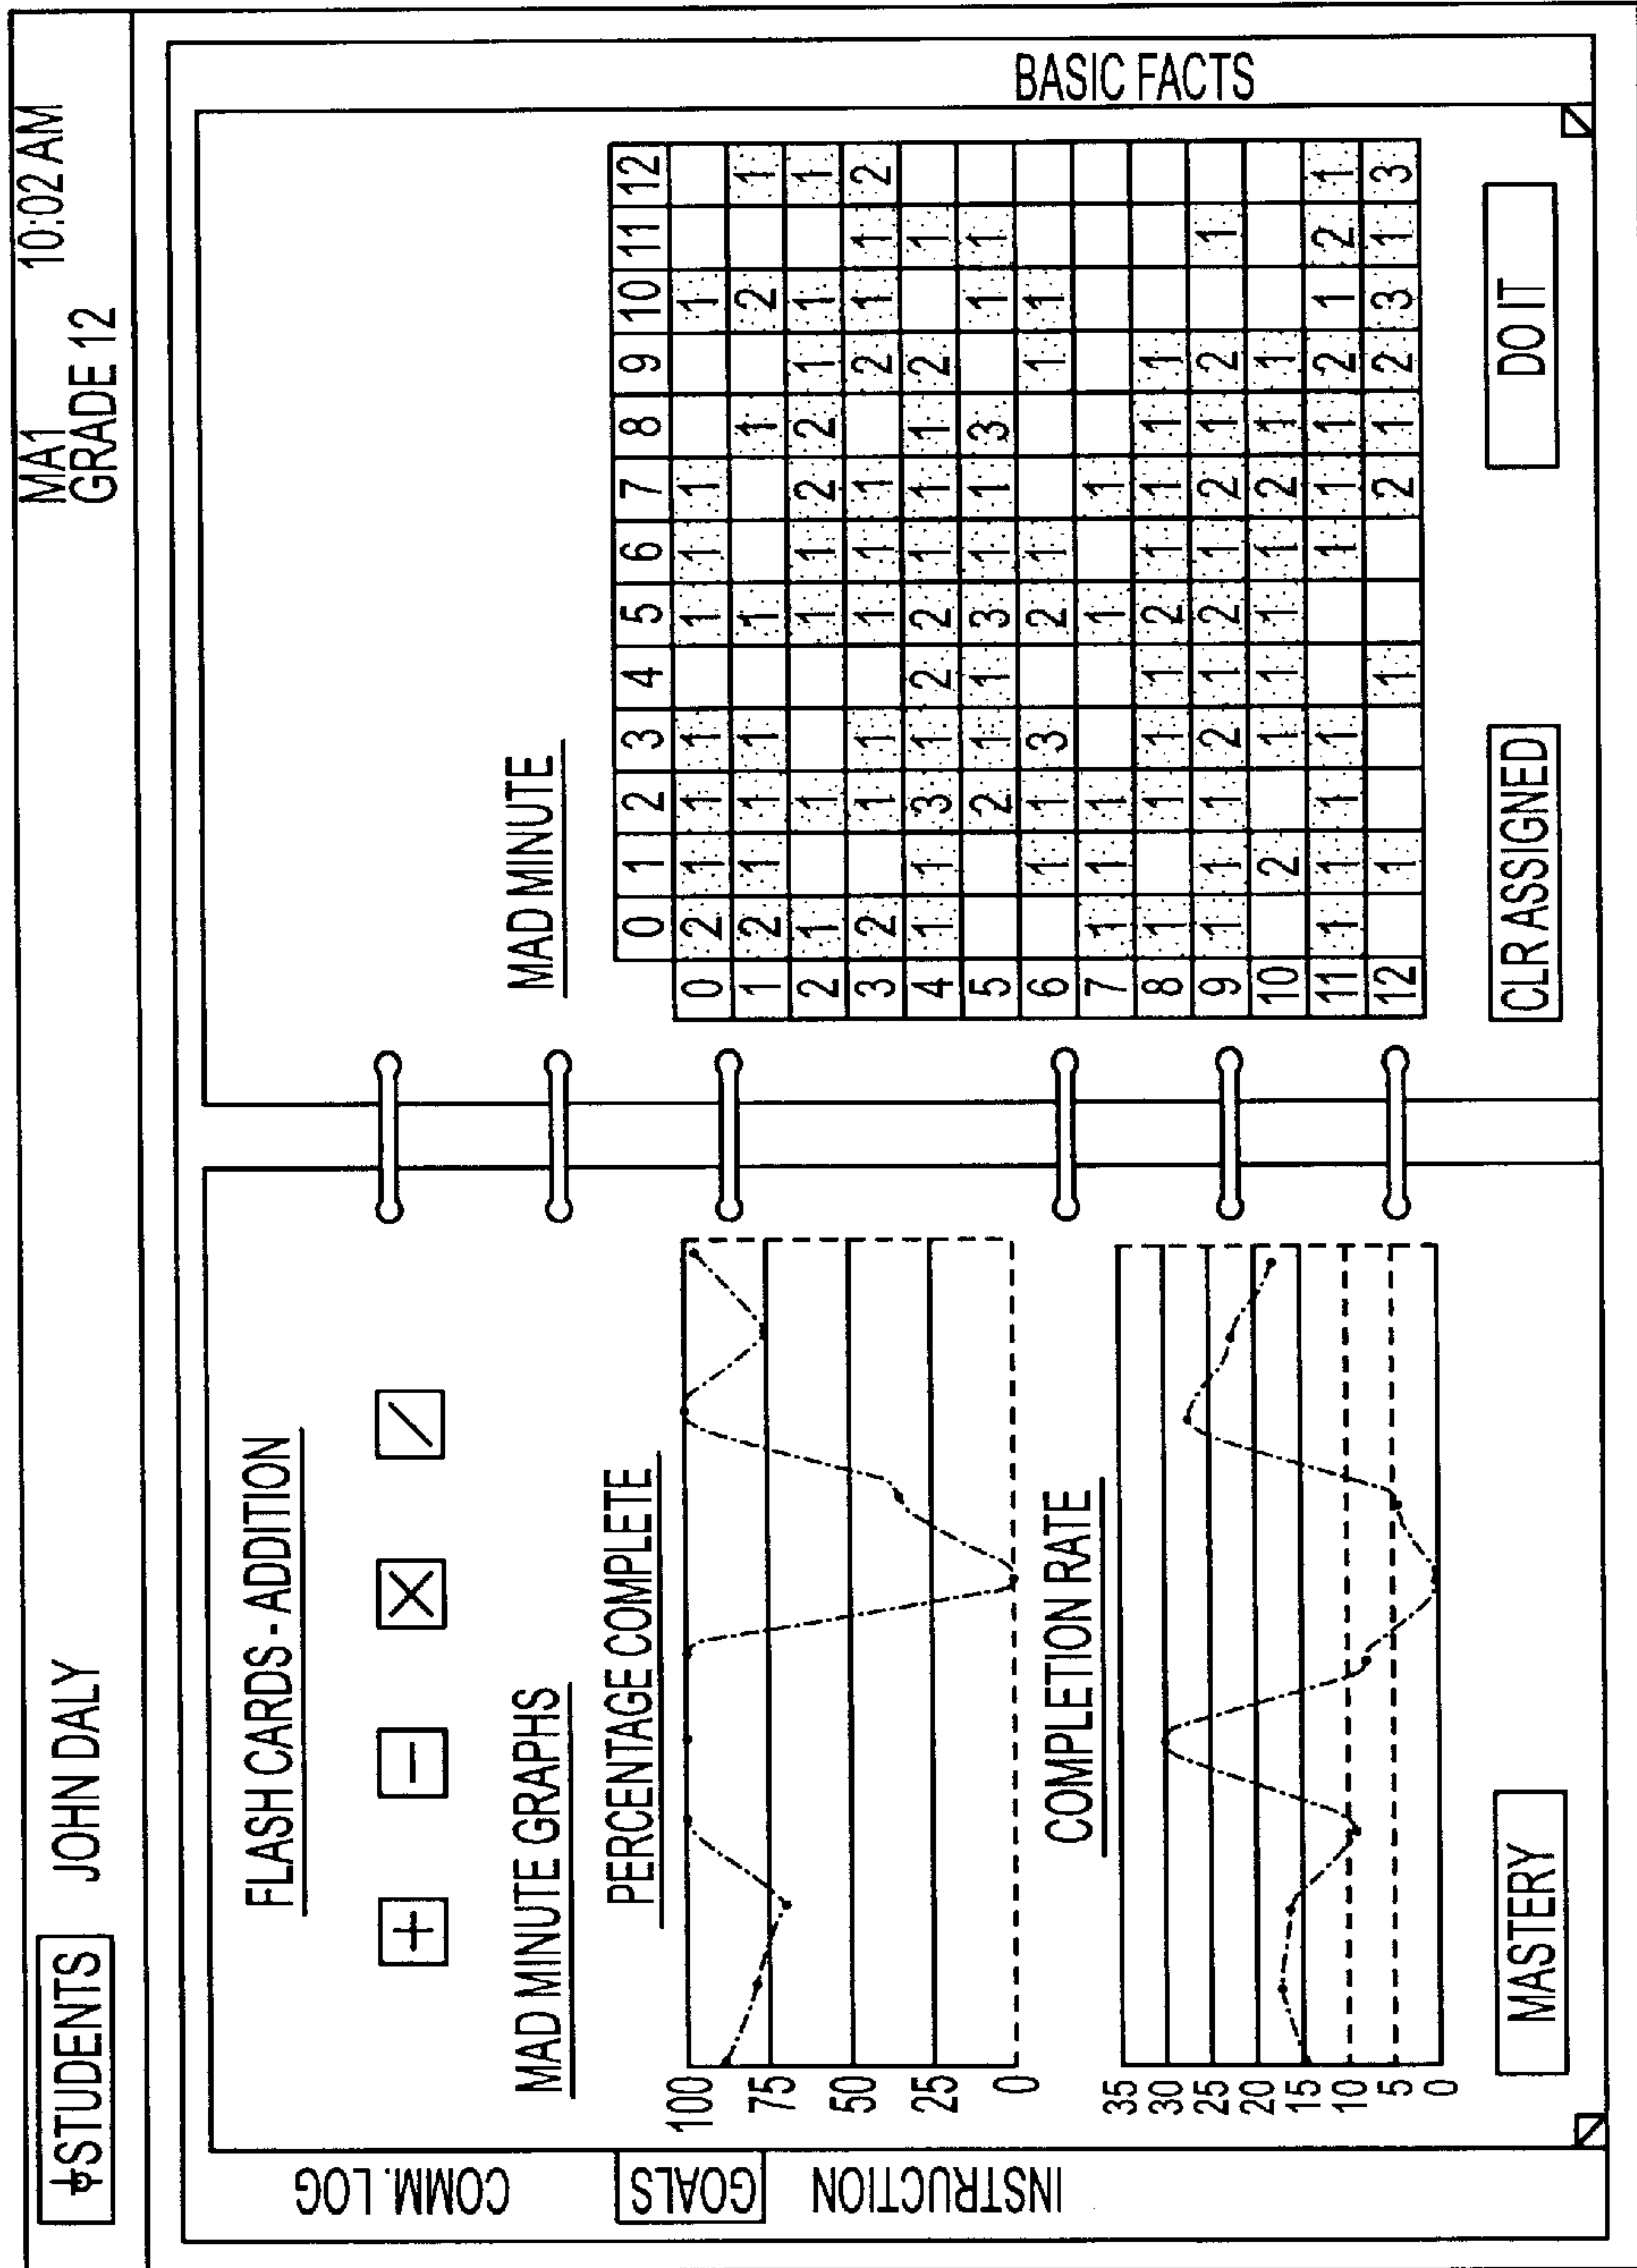 STUDENTS JOHN DALY MA1 10:02 AM
GRADE 12
COMM. LOG
GOALS
INSTRUCTION
FLASH CARDS - ADDITION
+ − X /
MAD MINUTE GRAPHS
PERCENTAGE COMPLETE
100
75
50
25
0
COMPLETION RATE
35
30
25
20
15
10
5
0
MASTERY
MAD MINUTE
0 1 2 3 4 5 6 7 8 9 10 11 12
0 2 1 1 1 1 1 1 1
1 2 1 1 1 1 1 2 1
2 1 1 1 1 2 2 1 1 1
3 2 1 1 1 1 1 2 1 1 2
4 1 1 3 1 2 2 1 1 1 2 1
5 2 1 1 3 1 1 3 1 1
6 1 1 3 2 1 1 1
7 1 1 1 1 1
8 1 1 1 1 2 1 1 1 1
9 1 1 1 2 1 2 1 2 1 2 1
10 2 1 1 1 1 2 1 1
11 1 1 1 1 1 1 1 2 1 2 1
12 1 1 2 1 2 3 1 3
CLR ASSIGNED
DO IT
BASIC FACTS